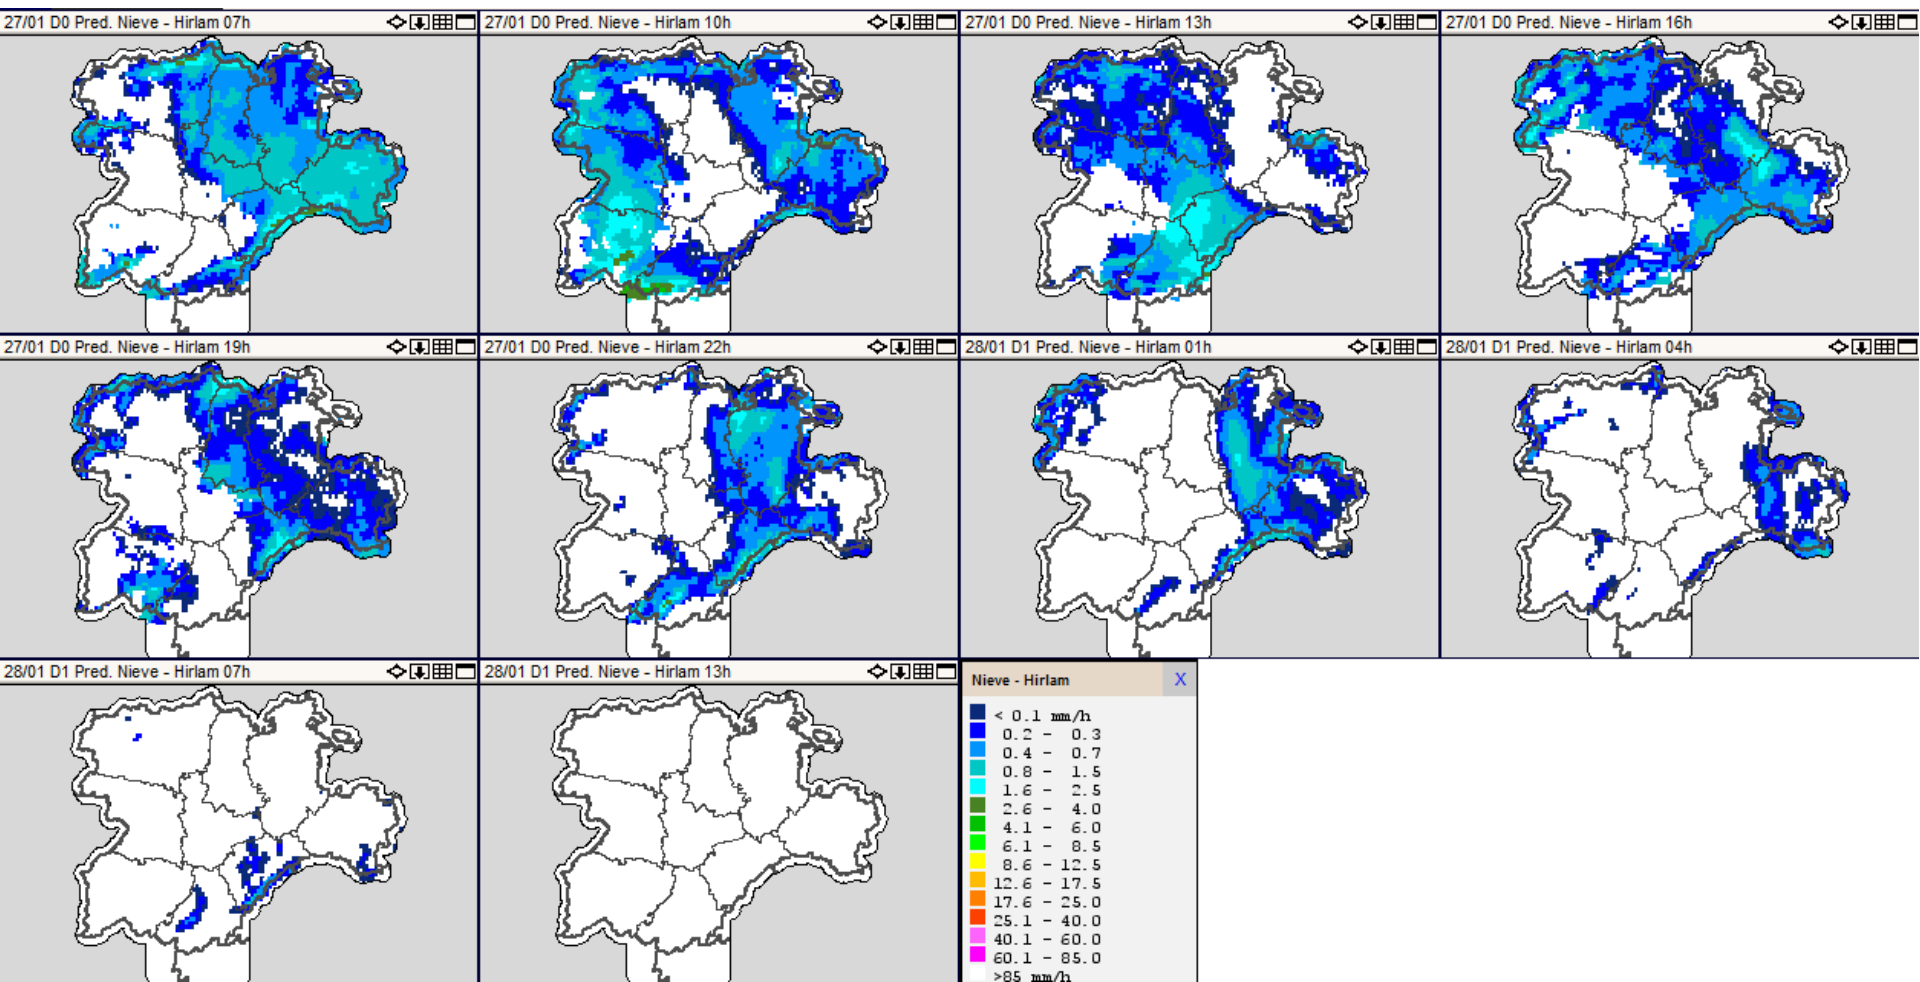 27/01 D0 Pred. Nieve - Hirlam 07h
27/01 D0 Pred. Nieve - Hirlam 10h
27/01 D0 Pred. Nieve - Hirlam 13h
27/01 D0 Pred. Nieve - Hirlam 16h
27/01 D0 Pred. Nieve - Hirlam 19h
27/01 D0 Pred. Nieve - Hirlam 22h
28/01 D1 Pred. Nieve - Hirlam 01h
28/01 D1 Pred. Nieve - Hirlam 04h
28/01 D1 Pred. Nieve - Hirlam 07h
28/01 D1 Pred. Nieve - Hirlam 13h
Nieve - Hirlam X
< 0.1 mm/h
0.2 - 0.3
0.4 - 0.7
0.8 - 1.5
1.6 - 2.5
2.6 - 4.0
4.1 - 6.0
6.1 - 8.5
8.6 - 12.5
12.6 - 17.5
17.6 - 25.0
25.1 - 40.0
40.1 - 60.0
60.1 - 85.0
>85 mm/h